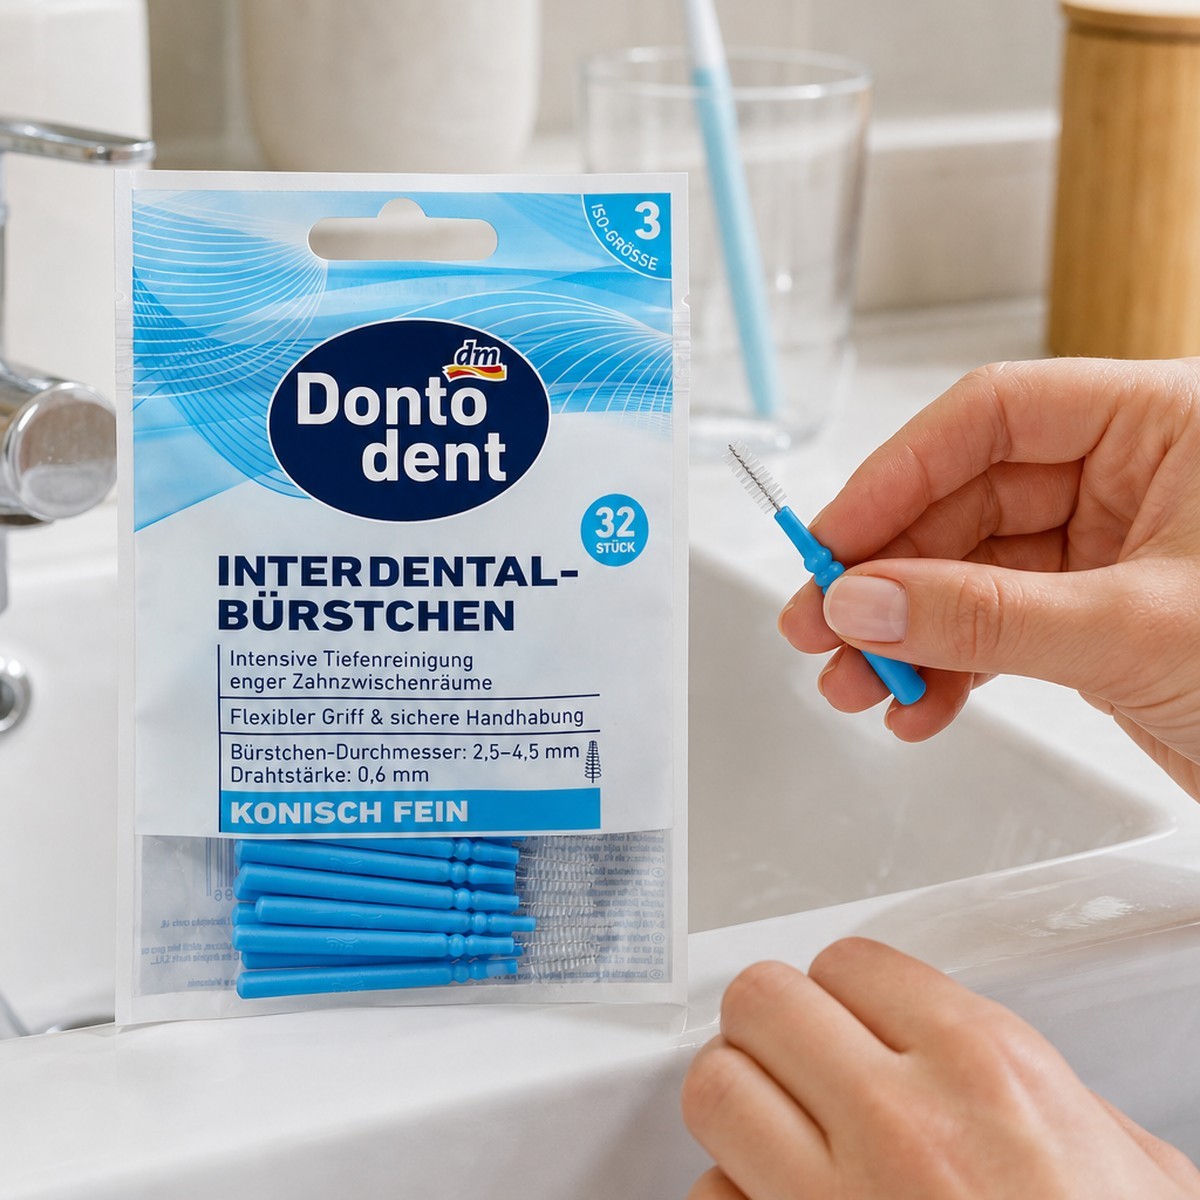 3
ISO-GRÖSSE
dm
Donto
dent
32
STÜCK
INTERDENTAL-
BÜRSTCHEN
Intensive Tiefenreinigung
enger Zahnzwischenräume
Flexibler Griff & sichere Handhabung
Bürstchen-Durchmesser: 2,5–4,5 mm
Drahtstärke: 0,6 mm
KONISCH FEIN